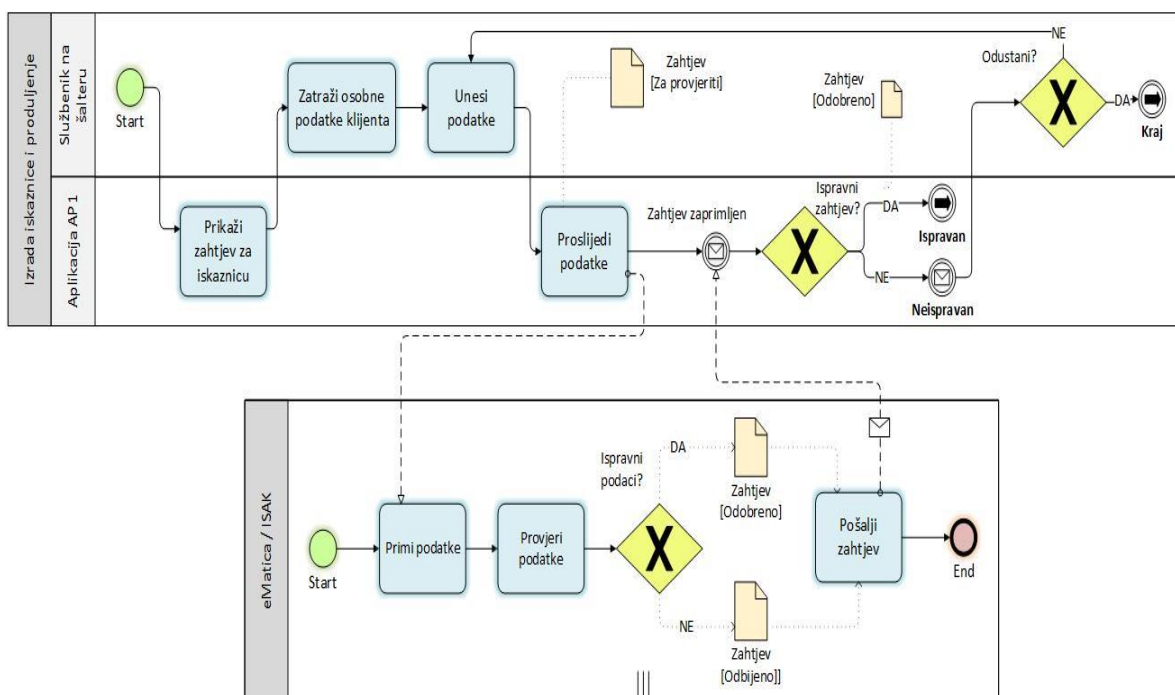 Izrada iskaznice i produljenje
Službenik na
šalteru
Start
Zatraži osobne
podatke klijenta
Unesi
podatke
Zahtjev
[Za provjeriti]
Zahtjev
[Odobreno]
Odustani?
NE
DA
Kraj
Aplikacija AP1
Prikaži
zahtjev za
iskaznicu
Proslijedi
podatke
Zahtjev zaprimljen
Ispravni
zahtjev?
DA
Ispravan
NE
Neispravan
eMatica / ISAK
Start
Primi podatke
Provjeri
podatke
Ispravni
podaci?
DA
Zahtjev
[Odobreno]
NE
Zahtjev
[Odbijeno]]
Pošalji
zahtjev
End